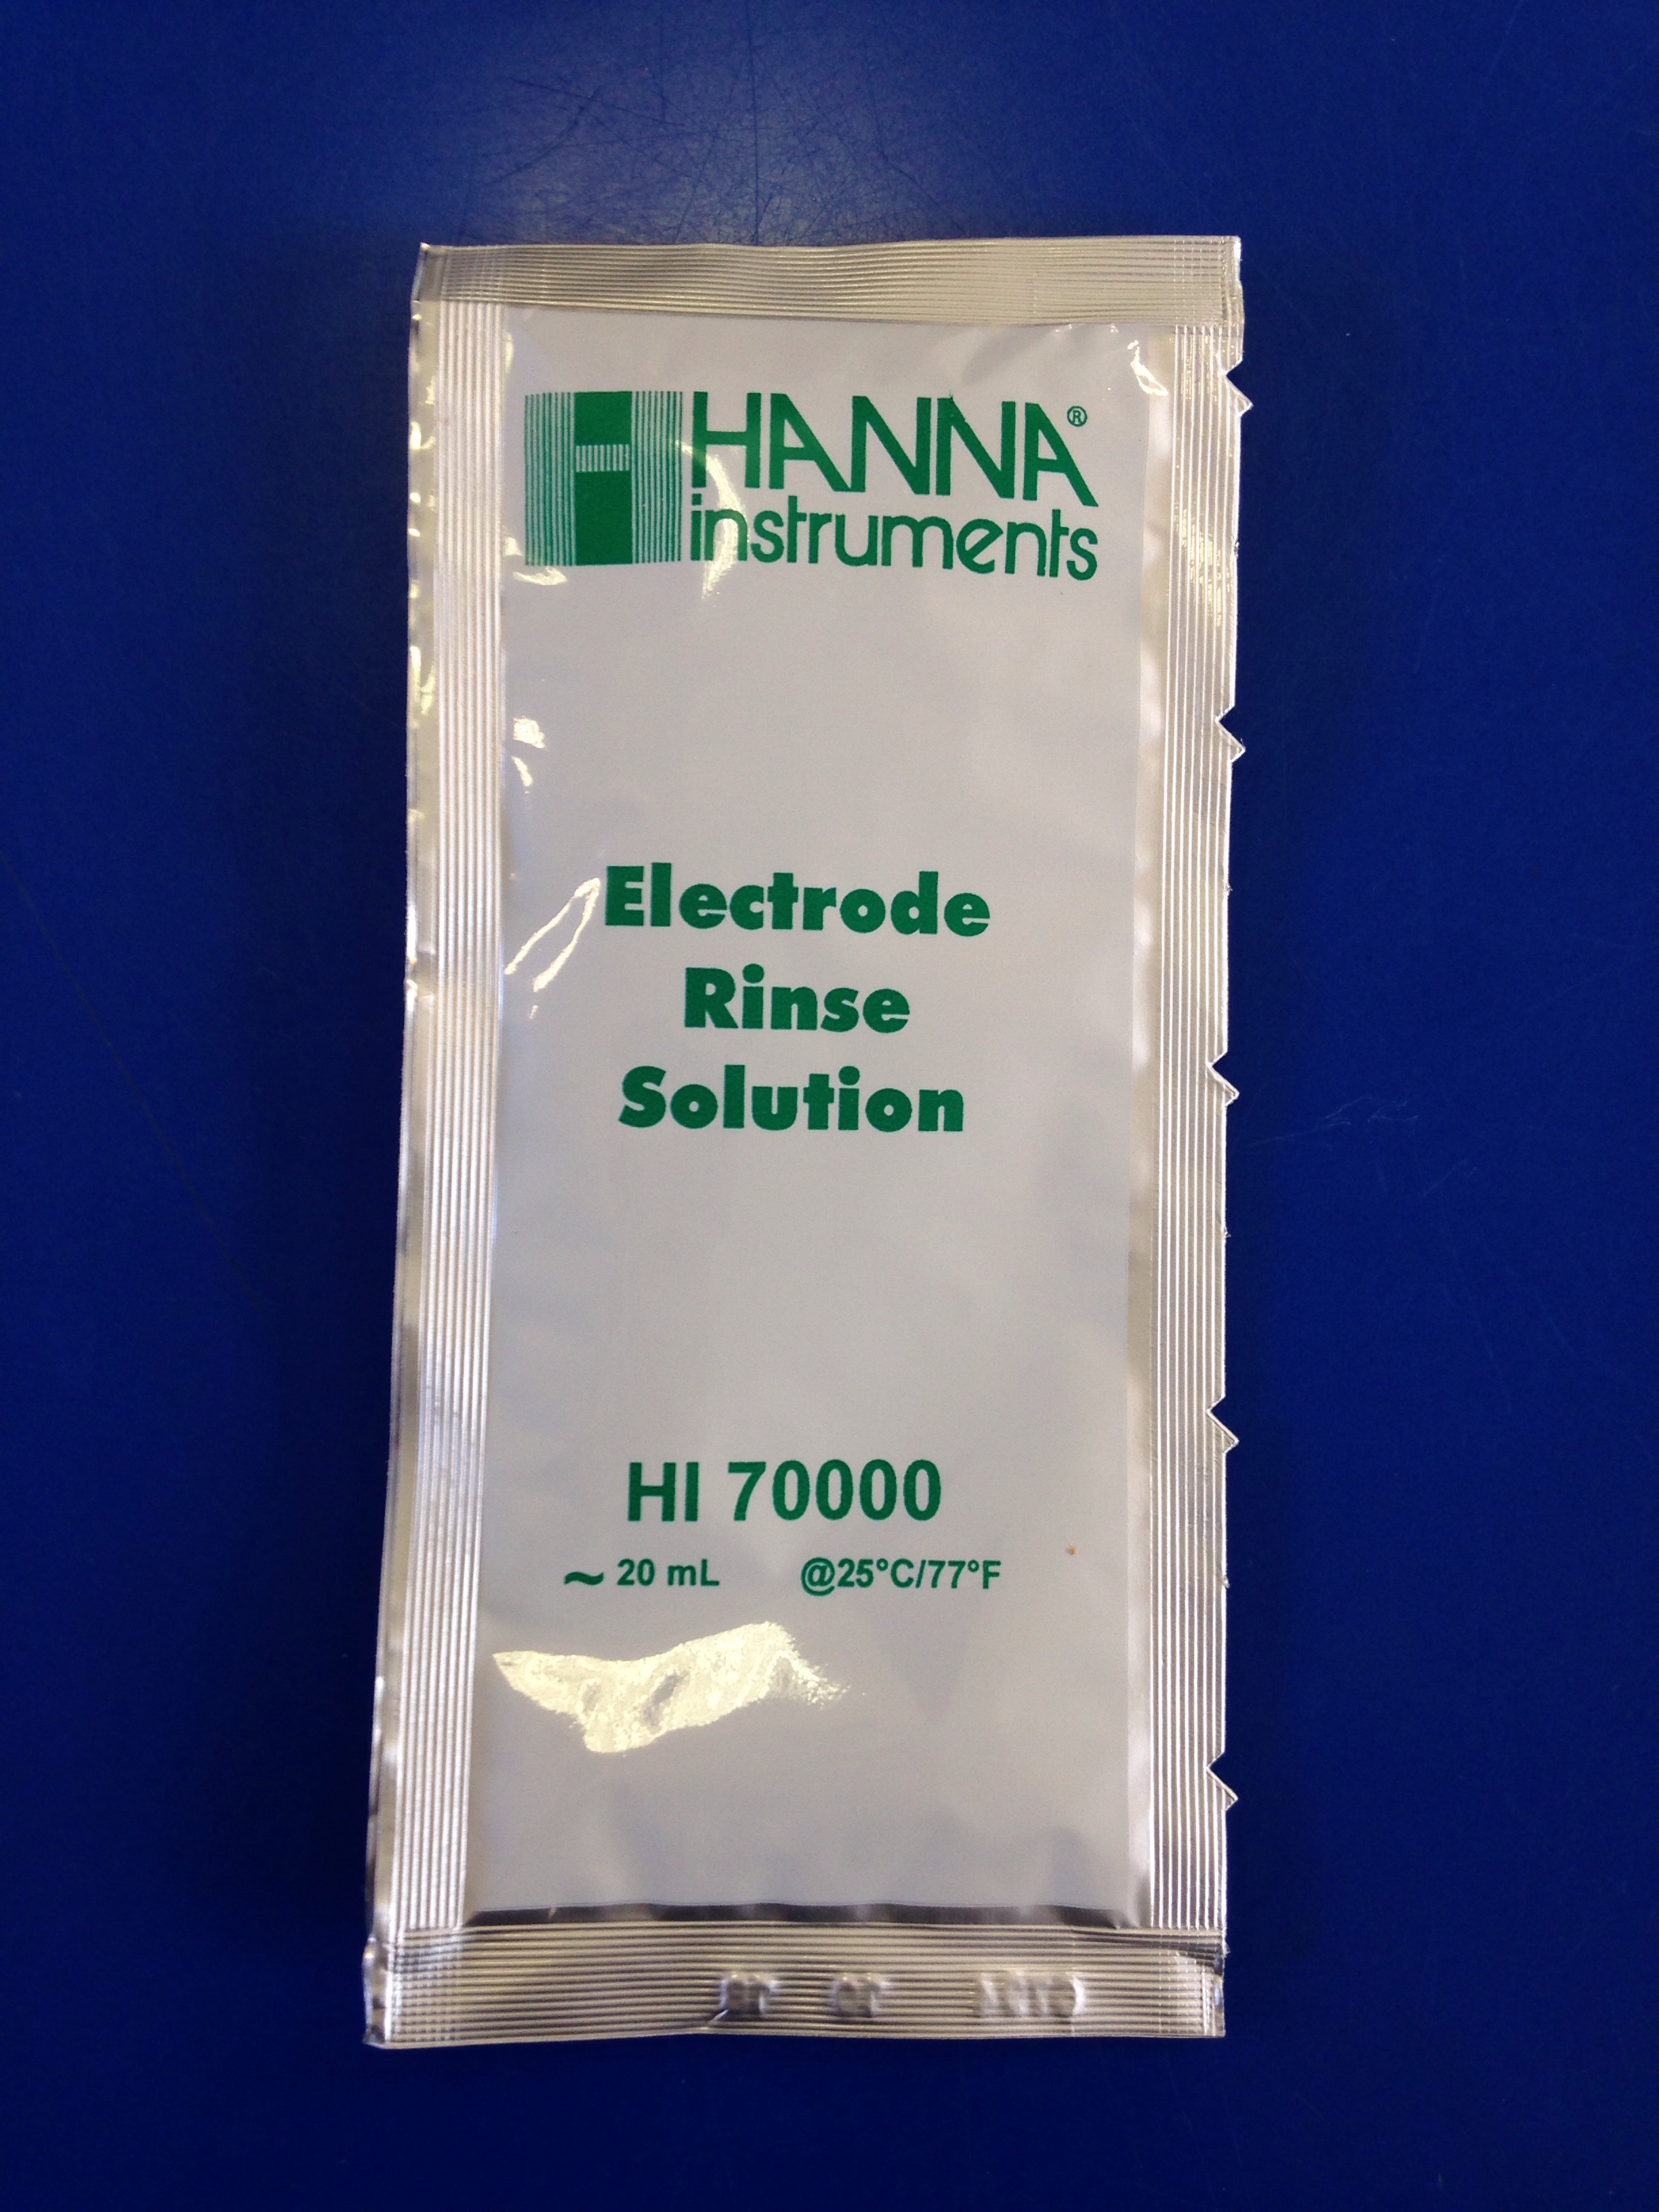 HANNA®
instruments
Electrode
Rinse
Solution
HI 70000
~ 20 mL @25°C/77°F